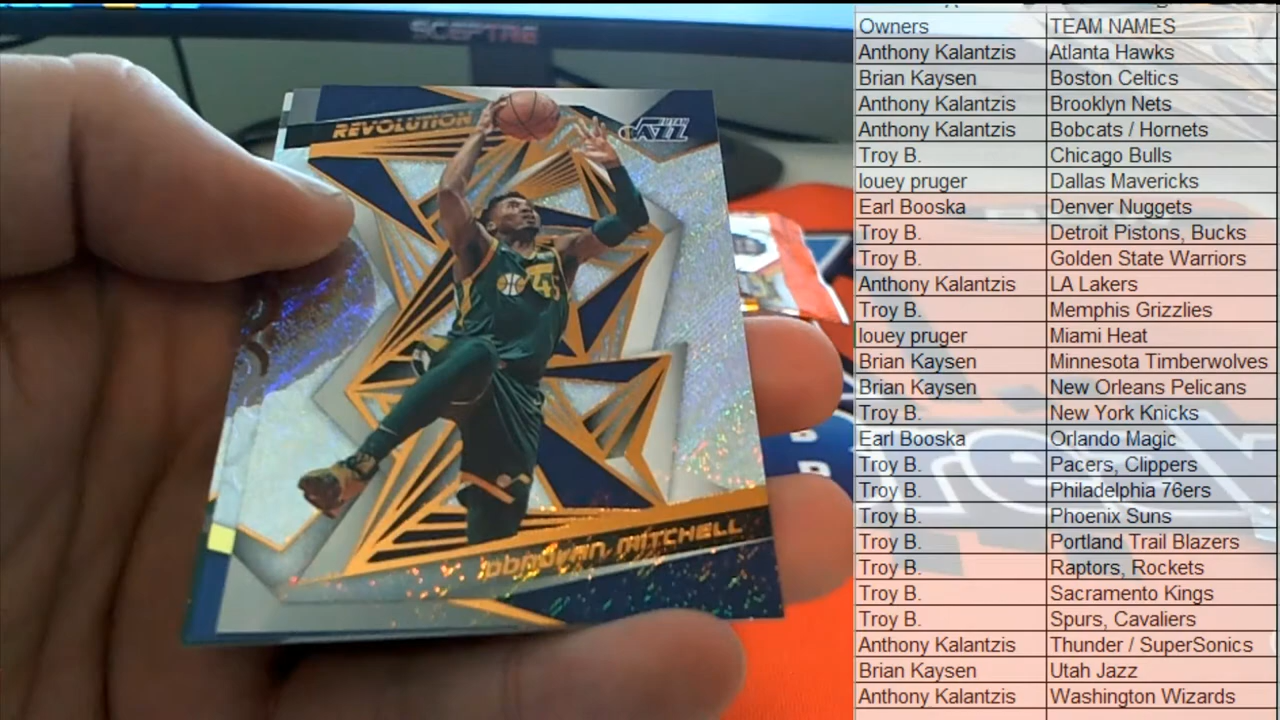 SCEPTRE
REVOLUTION
UTAH
JAZZ
45
DONOVAN MITCHELL
Owners TEAM NAMES
Anthony Kalantzis Atlanta Hawks
Brian Kaysen Boston Celtics
Anthony Kalantzis Brooklyn Nets
Anthony Kalantzis Bobcats / Hornets
Troy B. Chicago Bulls
louey pruger Dallas Mavericks
Earl Booska Denver Nuggets
Troy B. Detroit Pistons, Bucks
Troy B. Golden State Warriors
Anthony Kalantzis LA Lakers
Troy B. Memphis Grizzlies
louey pruger Miami Heat
Brian Kaysen Minnesota Timberwolves
Brian Kaysen New Orleans Pelicans
Troy B. New York Knicks
Earl Booska Orlando Magic
Troy B. Pacers, Clippers
Troy B. Philadelphia 76ers
Troy B. Phoenix Suns
Troy B. Portland Trail Blazers
Troy B. Raptors, Rockets
Troy B. Sacramento Kings
Troy B. Spurs, Cavaliers
Anthony Kalantzis Thunder / SuperSonics
Brian Kaysen Utah Jazz
Anthony Kalantzis Washington Wizards